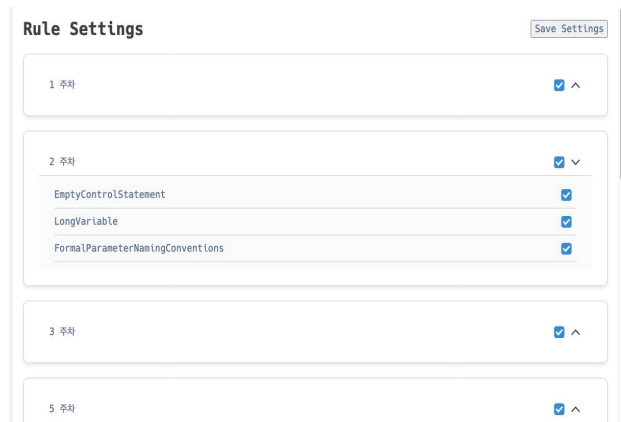 Rule Settings
Save Settings
1 주차
2 주차
EmptyControlStatement
LongVariable
FormalParameterNamingConventions
3 주차
5 주차